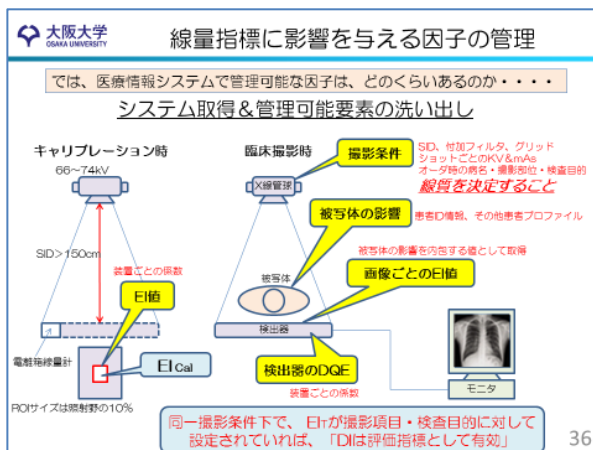 大阪大学
OSAKA UNIVERSITY
線量指標に影響を与える因子の管理
では、医療情報システムで管理可能な因子は、どのくらいあるのか・・・・
システム取得&管理可能要素の洗い出し
キャリブレーション時
66~74kV
SID>150cm
装置ごとの係数
EI値
電離箱線量計
EICal
ROIサイズは照射野の10%
臨床撮影時
X線管球
撮影条件
SID、付加フィルタ、グリッド
ショットごとのKV&mAs
オーダ時の病名・撮影部位・検査目的
線質を決定すること
被写体の影響
患者ID情報、その他患者プロファイル
被写体の影響を内包する値として取得
画像ごとのEI値
被写体
検出器
検出器のDQE
装置ごとの係数
モニタ
同一撮影条件下で、EITが撮影項目・検査目的に対して
設定されていれば、「DIは評価指標として有効」
36